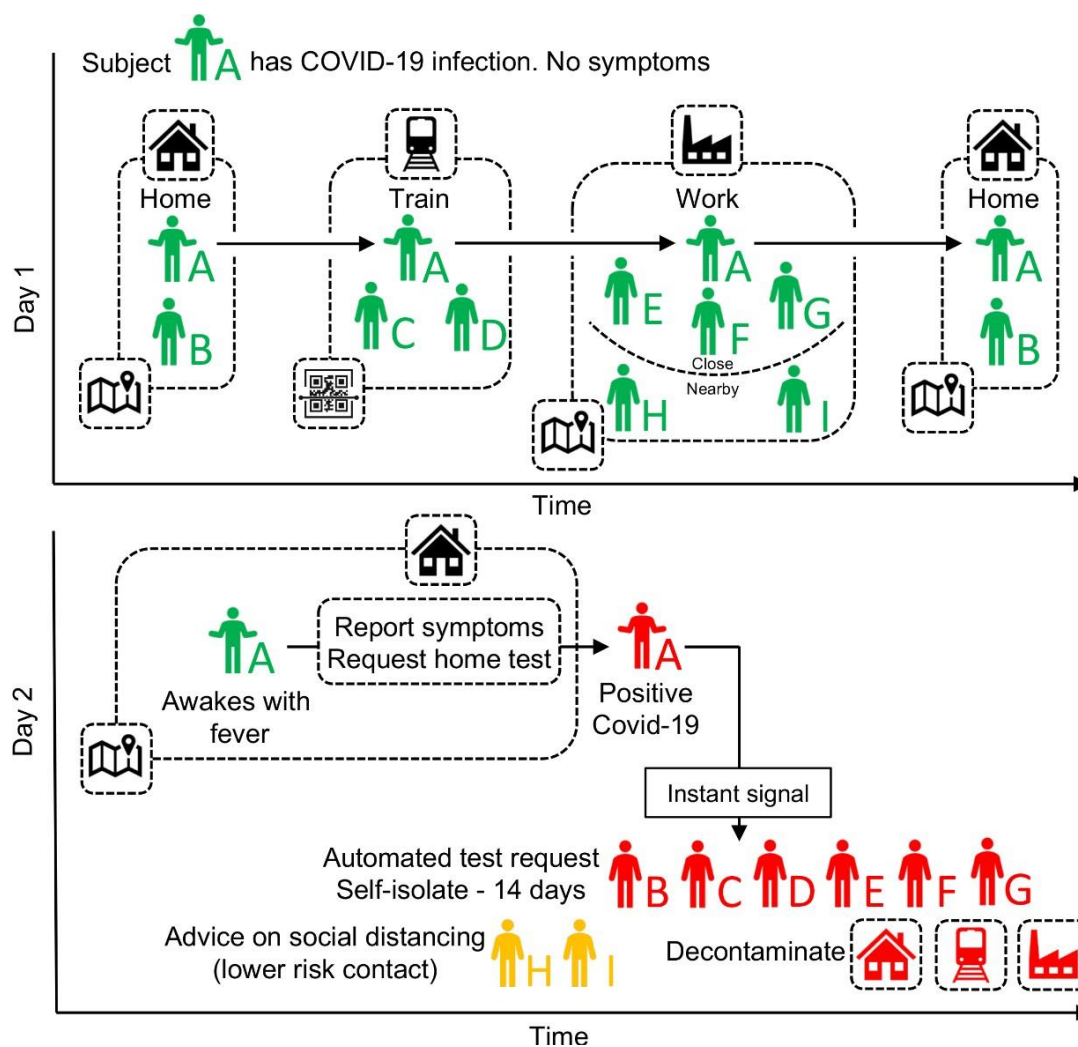 Subject A has COVID-19 infection. No symptoms
Home
Train
Work
Home
A
A
A
A
B
C
D
E
F
G
B
Close
Nearby
H
I
Day 1
Time
A
Report symptoms
Request home test
A
Awakes with
fever
Positive
Covid-19
Day 2
Instant signal
Automated test request
Self-isolate - 14 days
B C D E F G
Advice on social distancing
(lower risk contact)
H I
Decontaminate
Time